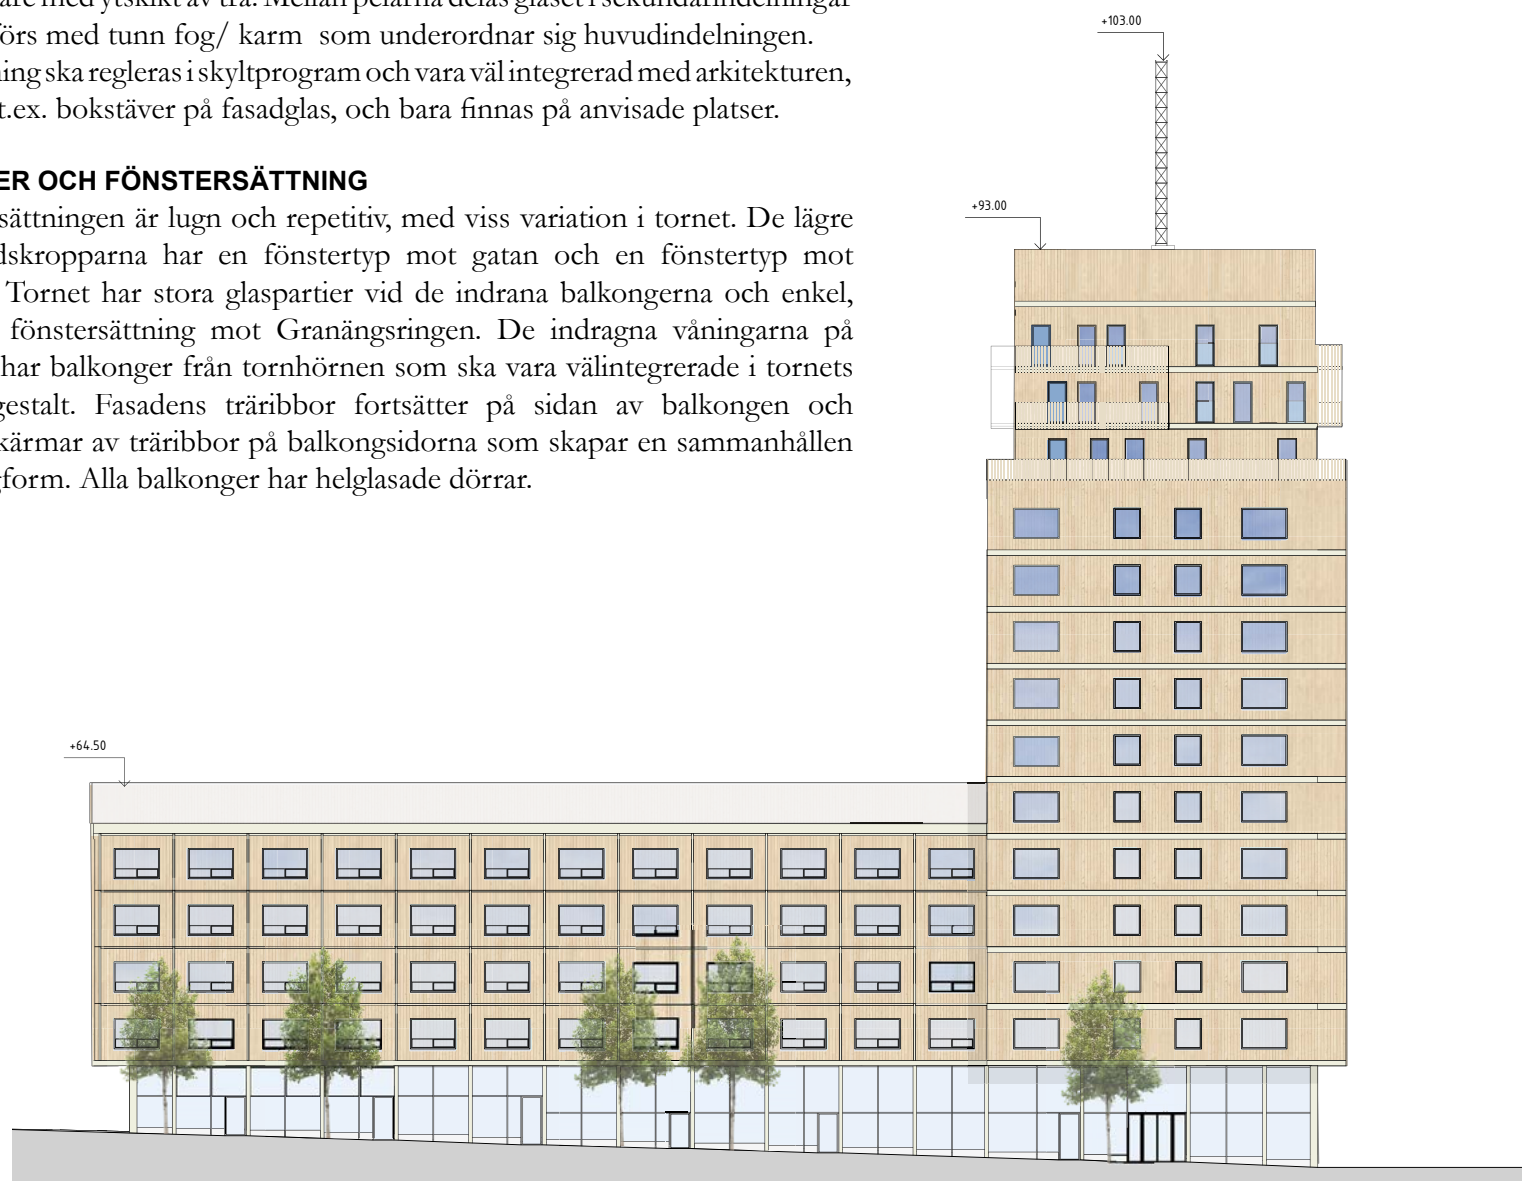 med ytskikt av trä. Mellan pelarna delas glaset i sekundärindelningar
förs med tunn fog/ karm som underordnar sig huvudindelningen.
ska regleras i skyltprogram och vara väl integrerad med arkitekturen,
t.ex. bokstäver på fasadglas, och bara finnas på anvisade platser.
ER OCH FÖNSTERSÄTTNING
sättningen är lugn och repetitiv, med viss variation i tornet. De lägre
dskropparna har en fönstertyp mot gatan och en fönstertyp mot
Tornet har stora glaspartier vid de indrana balkongerna och enkel,
fönstersättning mot Granängsringen. De indragna våningarna på
har balkonger från tornhörnen som ska vara välintegrerade i tornets
gestalt. Fasadens träribbor fortsätter på sidan av balkongen och
kärmar av träribbor på balkongsidorna som skapar en sammanhållen
gform. Alla balkonger har helglasade dörrar.
+103.00
+93.00
+64.50